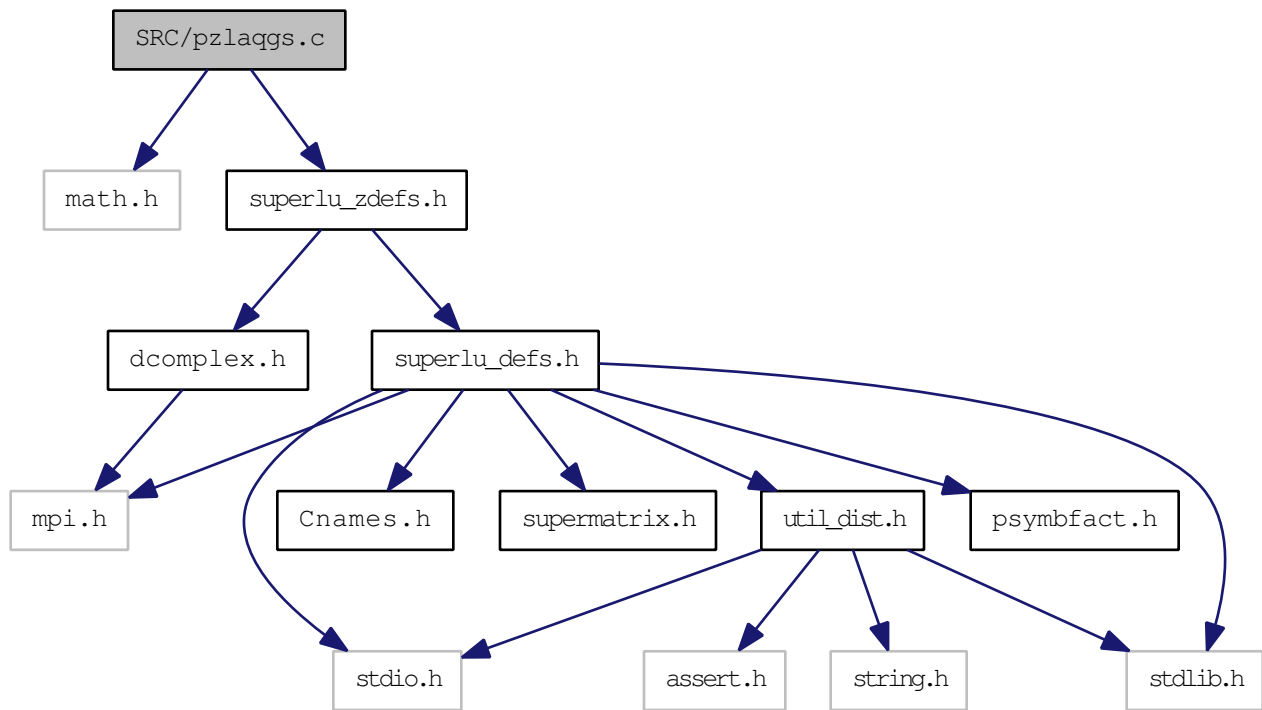 SRC/pzlaqgs.c
math.h
superlu_zdefs.h
dcomplex.h
superlu_defs.h
mpi.h
Cnames.h
supermatrix.h
util_dist.h
psymbfact.h
stdio.h
assert.h
string.h
stdlib.h